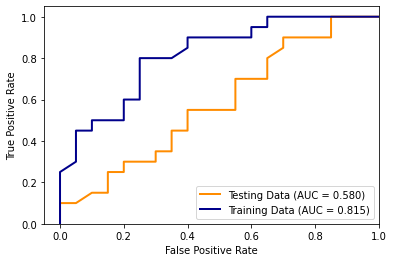 1.0
0.8
0.6
0.4
0.2
0.0
True Positive Rate
0.0 0.2 0.4 0.6 0.8 1.0
False Positive Rate
Testing Data (AUC = 0.580)
Training Data (AUC = 0.815)